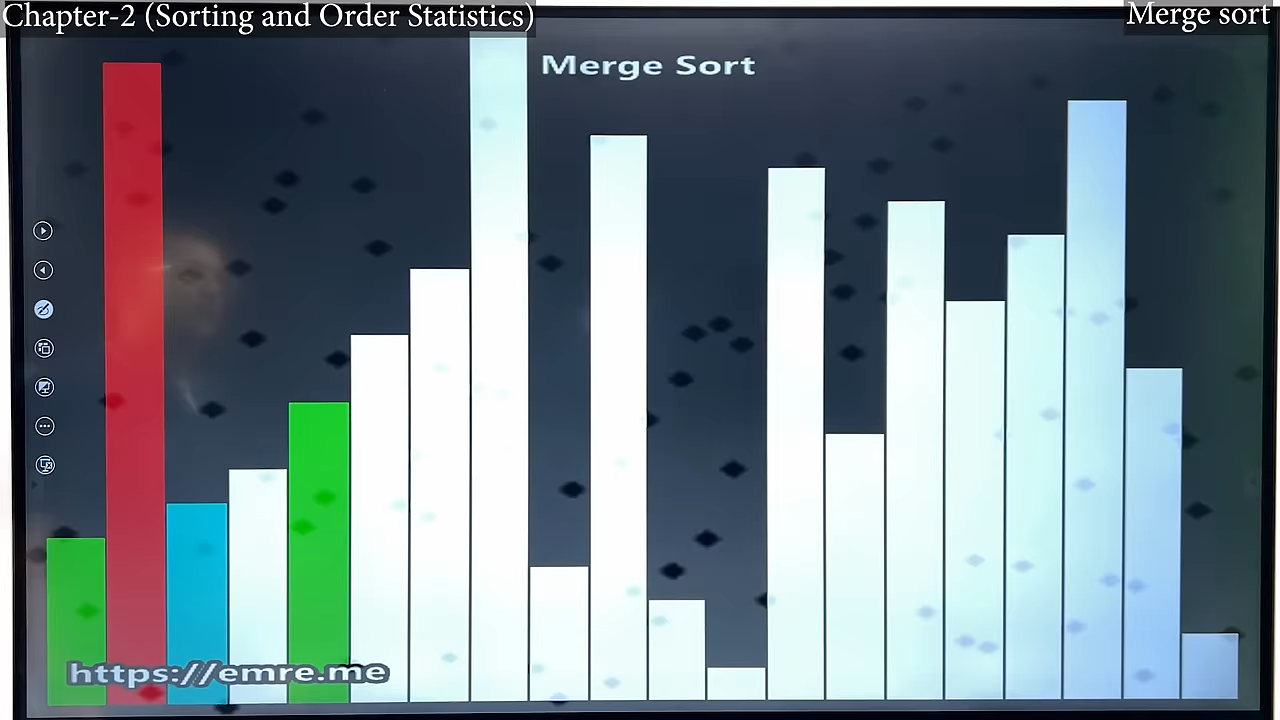 Chapter-2 (Sorting and Order Statistics)
Merge sort
Merge Sort
https://emre.me